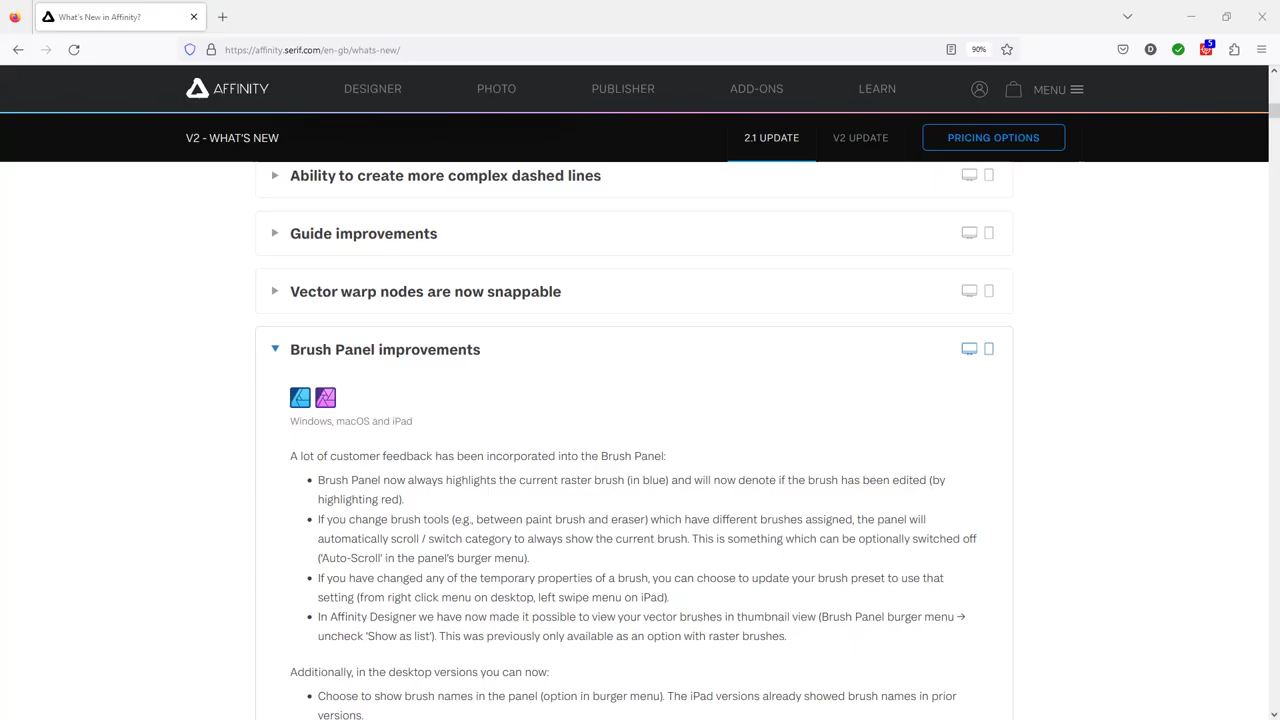 What's New in Affinity?
https://affinity.serif.com/en-gb/whats-new/
90%
D
5
AFFINITY
DESIGNER
PHOTO
PUBLISHER
ADD-ONS
LEARN
MENU
V2 - WHAT'S NEW
2.1 UPDATE
V2 UPDATE
PRICING OPTIONS
Ability to create more complex dashed lines
Guide improvements
Vector warp nodes are now snappable
Brush Panel improvements
Windows, macOS and iPad
A lot of customer feedback has been incorporated into the Brush Panel:
• Brush Panel now always highlights the current raster brush (in blue) and will now denote if the brush has been edited (by
highlighting red).
• If you change brush tools (e.g., between paint brush and eraser) which have different brushes assigned, the panel will
automatically scroll / switch category to always show the current brush. This is something which can be optionally switched off
('Auto-Scroll' in the panel's burger menu).
• If you have changed any of the temporary properties of a brush, you can choose to update your brush preset to use that
setting (from right click menu on desktop, left swipe menu on iPad).
• In Affinity Designer we have now made it possible to view your vector brushes in thumbnail view (Brush Panel burger menu →
uncheck 'Show as list'). This was previously only available as an option with raster brushes.
Additionally, in the desktop versions you can now:
• Choose to show brush names in the panel (option in burger menu). The iPad versions already showed brush names in prior
versions.